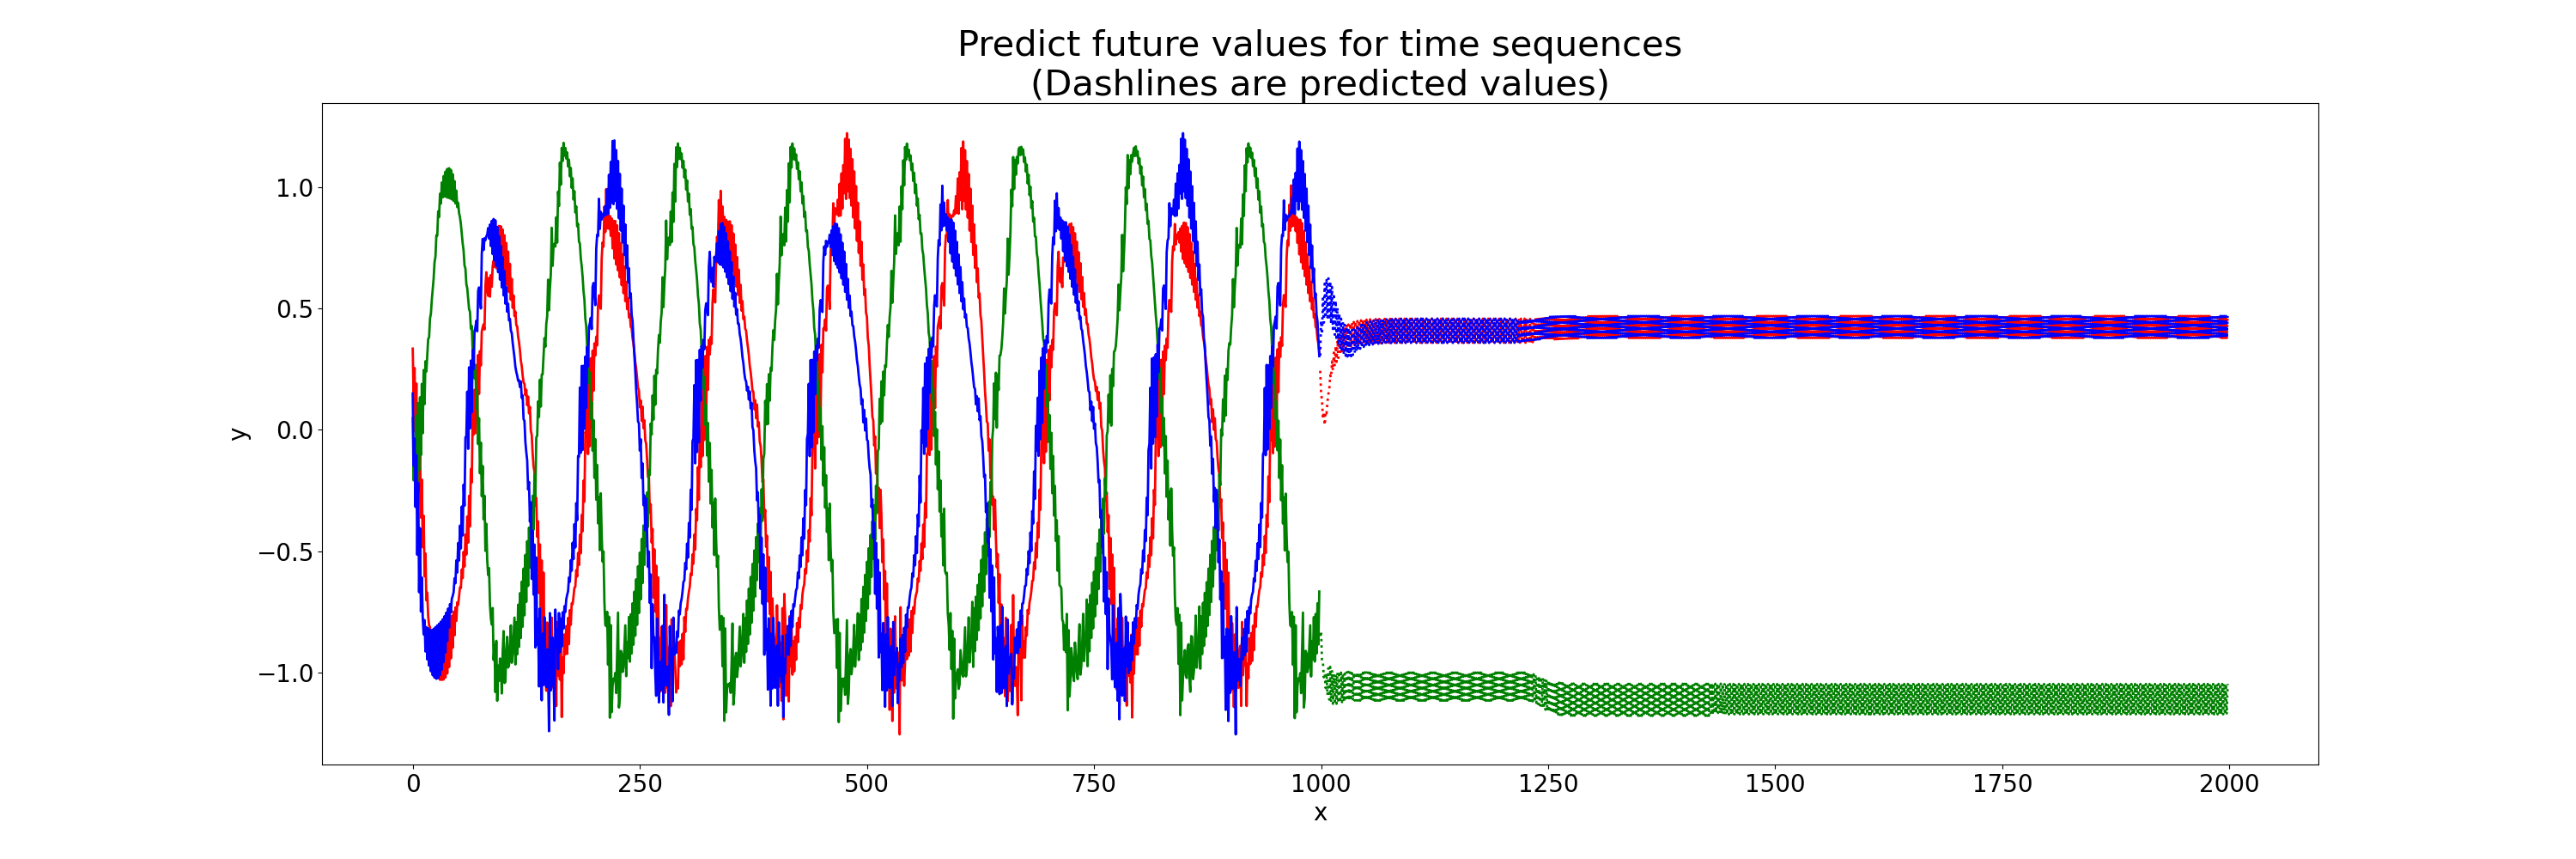 Predict future values for time sequences
(Dashlines are predicted values)
1.0
0.5
0.0
−0.5
−1.0
y
0 250 500 750 1000 1250 1500 1750 2000
x